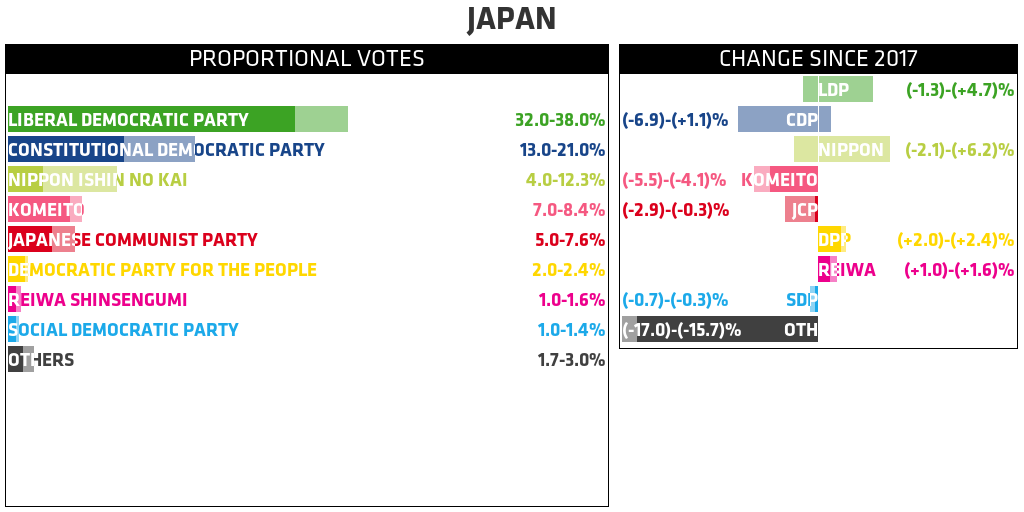 JAPAN
PROPORTIONAL VOTES
LIBERAL DEMOCRATIC PARTY 32.0-38.0%
CONSTITUTIONAL DEMOCRATIC PARTY 13.0-21.0%
NIPPON ISHIN NO KAI 4.0-12.3%
KOMEITO 7.0-8.4%
JAPANESE COMMUNIST PARTY 5.0-7.6%
DEMOCRATIC PARTY FOR THE PEOPLE 2.0-2.4%
REIWA SHINSENGUMI 1.0-1.6%
SOCIAL DEMOCRATIC PARTY 1.0-1.4%
OTHERS 1.7-3.0%
CHANGE SINCE 2017
LDP (-1.3)-(+4.7)%
(-6.9)-(+1.1)% CDP
NIPPON (-2.1)-(+6.2)%
(-5.5)-(-4.1)% KOMEITO
(-2.9)-(-0.3)% JCP
DPP (+2.0)-(+2.4)%
REIWA (+1.0)-(+1.6)%
(-0.7)-(-0.3)% SDP
(-17.0)-(-15.7)% OTH